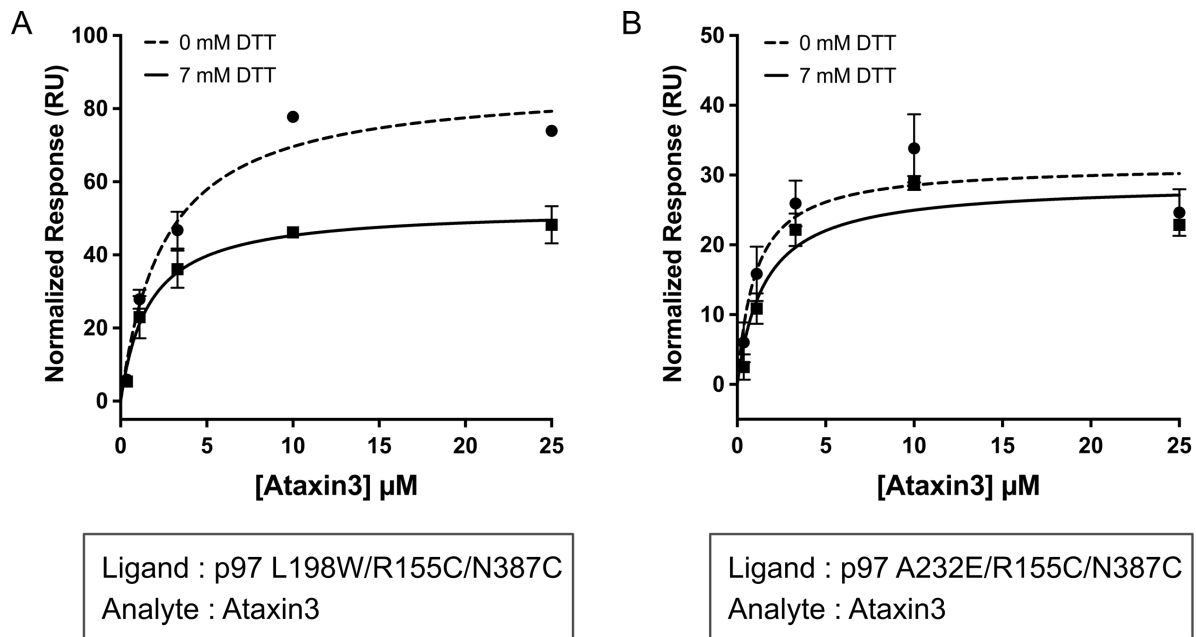 A
0 mM DTT
7 mM DTT
Normalized Response (RU)
100
80
60
40
20
0
0 5 10 15 20 25
[Ataxin3] µM
Ligand : p97 L198W/R155C/N387C
Analyte : Ataxin3
B
0 mM DTT
7 mM DTT
Normalized Response (RU)
50
40
30
20
10
0
0 5 10 15 20 25
[Ataxin3] µM
Ligand : p97 A232E/R155C/N387C
Analyte : Ataxin3